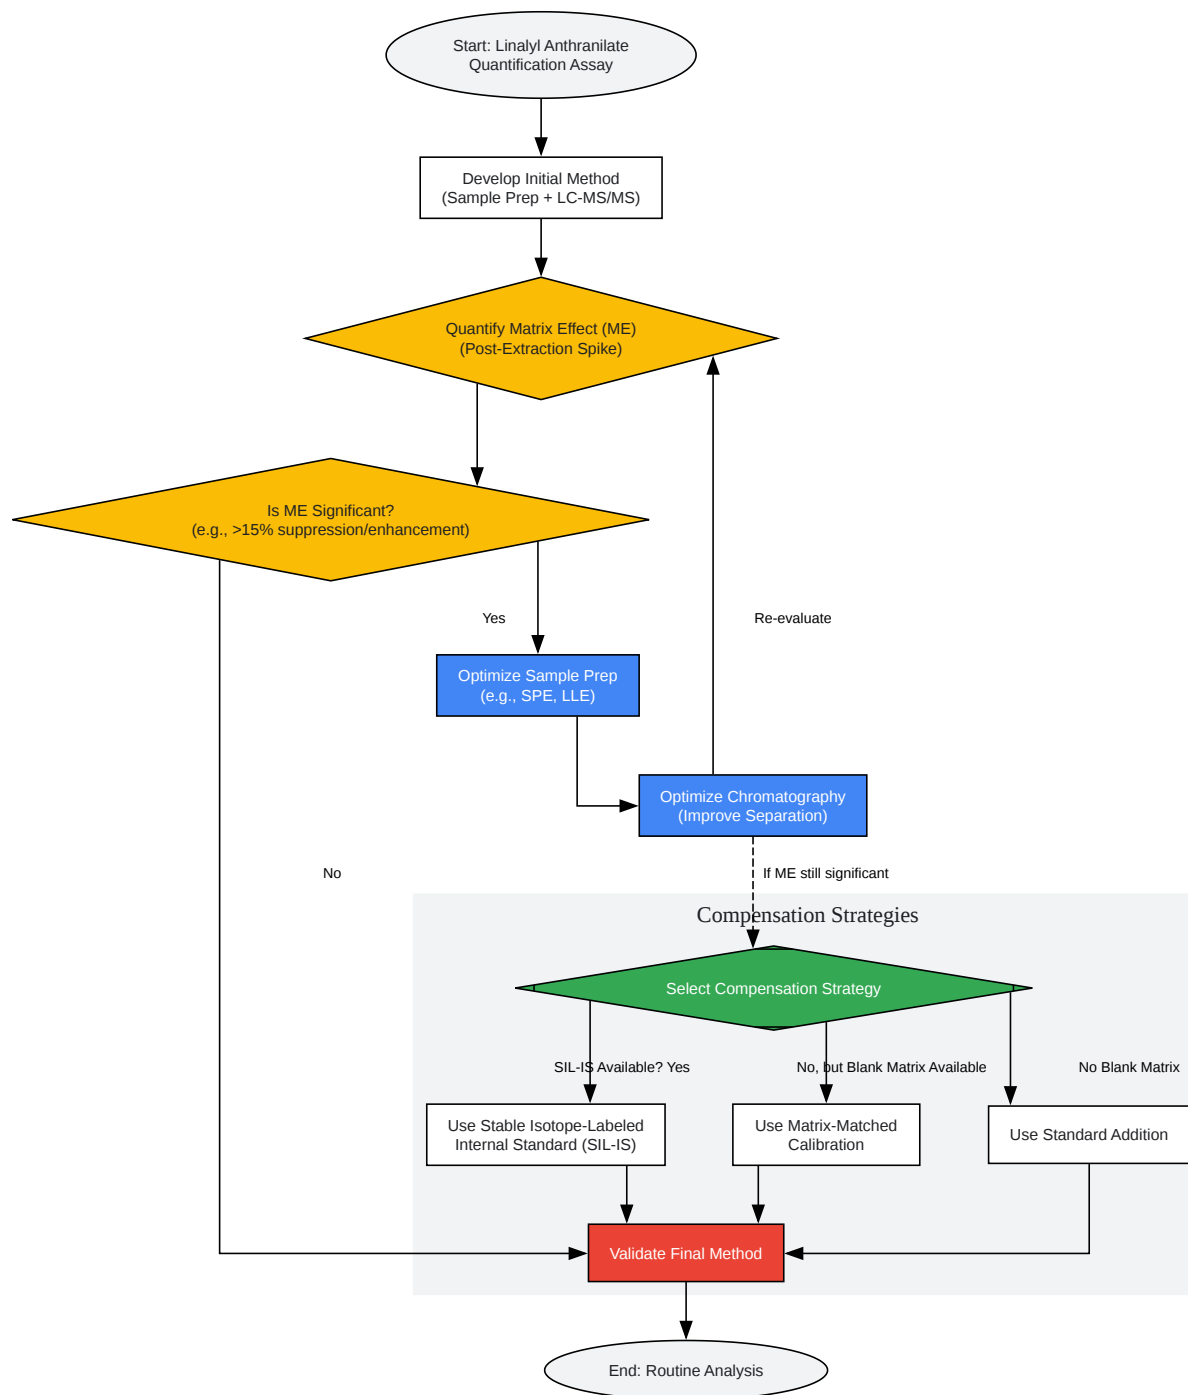 Start: Linalyl Anthranilate
Quantification Assay
Develop Initial Method
(Sample Prep + LC-MS/MS)
Quantify Matrix Effect (ME)
(Post-Extraction Spike)
Is ME Significant?
(e.g., >15% suppression/enhancement)
Yes
Re-evaluate
Optimize Sample Prep
(e.g., SPE, LLE)
Optimize Chromatography
(Improve Separation)
No
If ME still significant
Compensation Strategies
Select Compensation Strategy
SIL-IS Available? Yes
No, but Blank Matrix Available
No Blank Matrix
Use Stable Isotope-Labeled
Internal Standard (SIL-IS)
Use Matrix-Matched
Calibration
Use Standard Addition
Validate Final Method
End: Routine Analysis